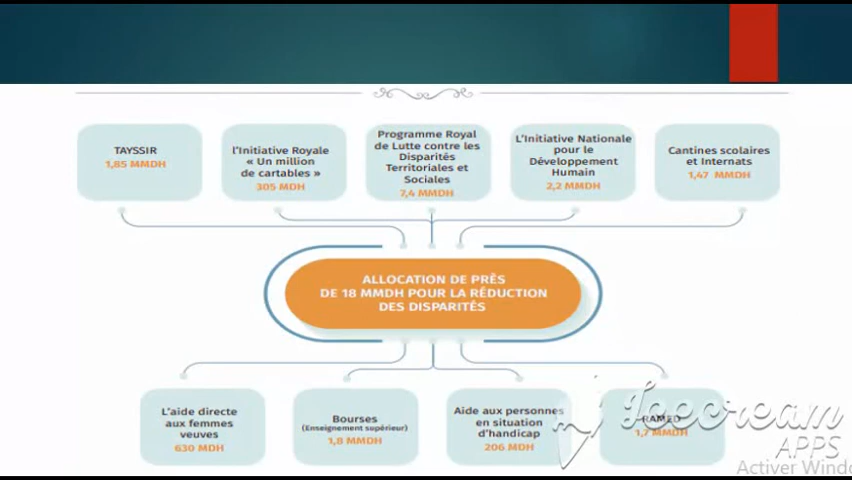 TAYSSIR
1,85 MMDH
l'Initiative Royale
« Un million
de cartables »
305 MDH
Programme Royal
de Lutte contre les
Disparités
Territoriales et
Sociales
7,4 MMDH
L'Initiative Nationale
pour le
Développement
Humain
2,2 MMDH
Cantines scolaires
et Internats
1,47 MMDH
ALLOCATION DE PRÈS
DE 18 MMDH POUR LA RÉDUCTION
DES DISPARITÉS
L'aide directe
aux femmes
veuves
630 MDH
Bourses
(Enseignement supérieur)
1,8 MMDH
Aide aux personnes
en situation
d'handicap
206 MDH
RAMED
1,7 MMDH
Icecream
APPS
Activer Windo